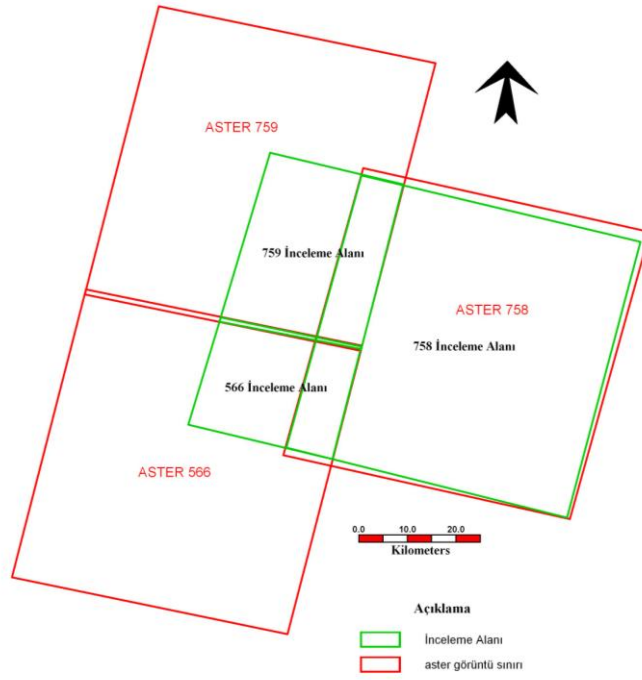 ASTER 759
759 İnceleme Alanı
ASTER 758
758 İnceleme Alanı
566 İnceleme Alanı
ASTER 566
0.0 10.0 20.0
Kilometers
Açıklama
İnceleme Alanı
aster görüntü sınırı